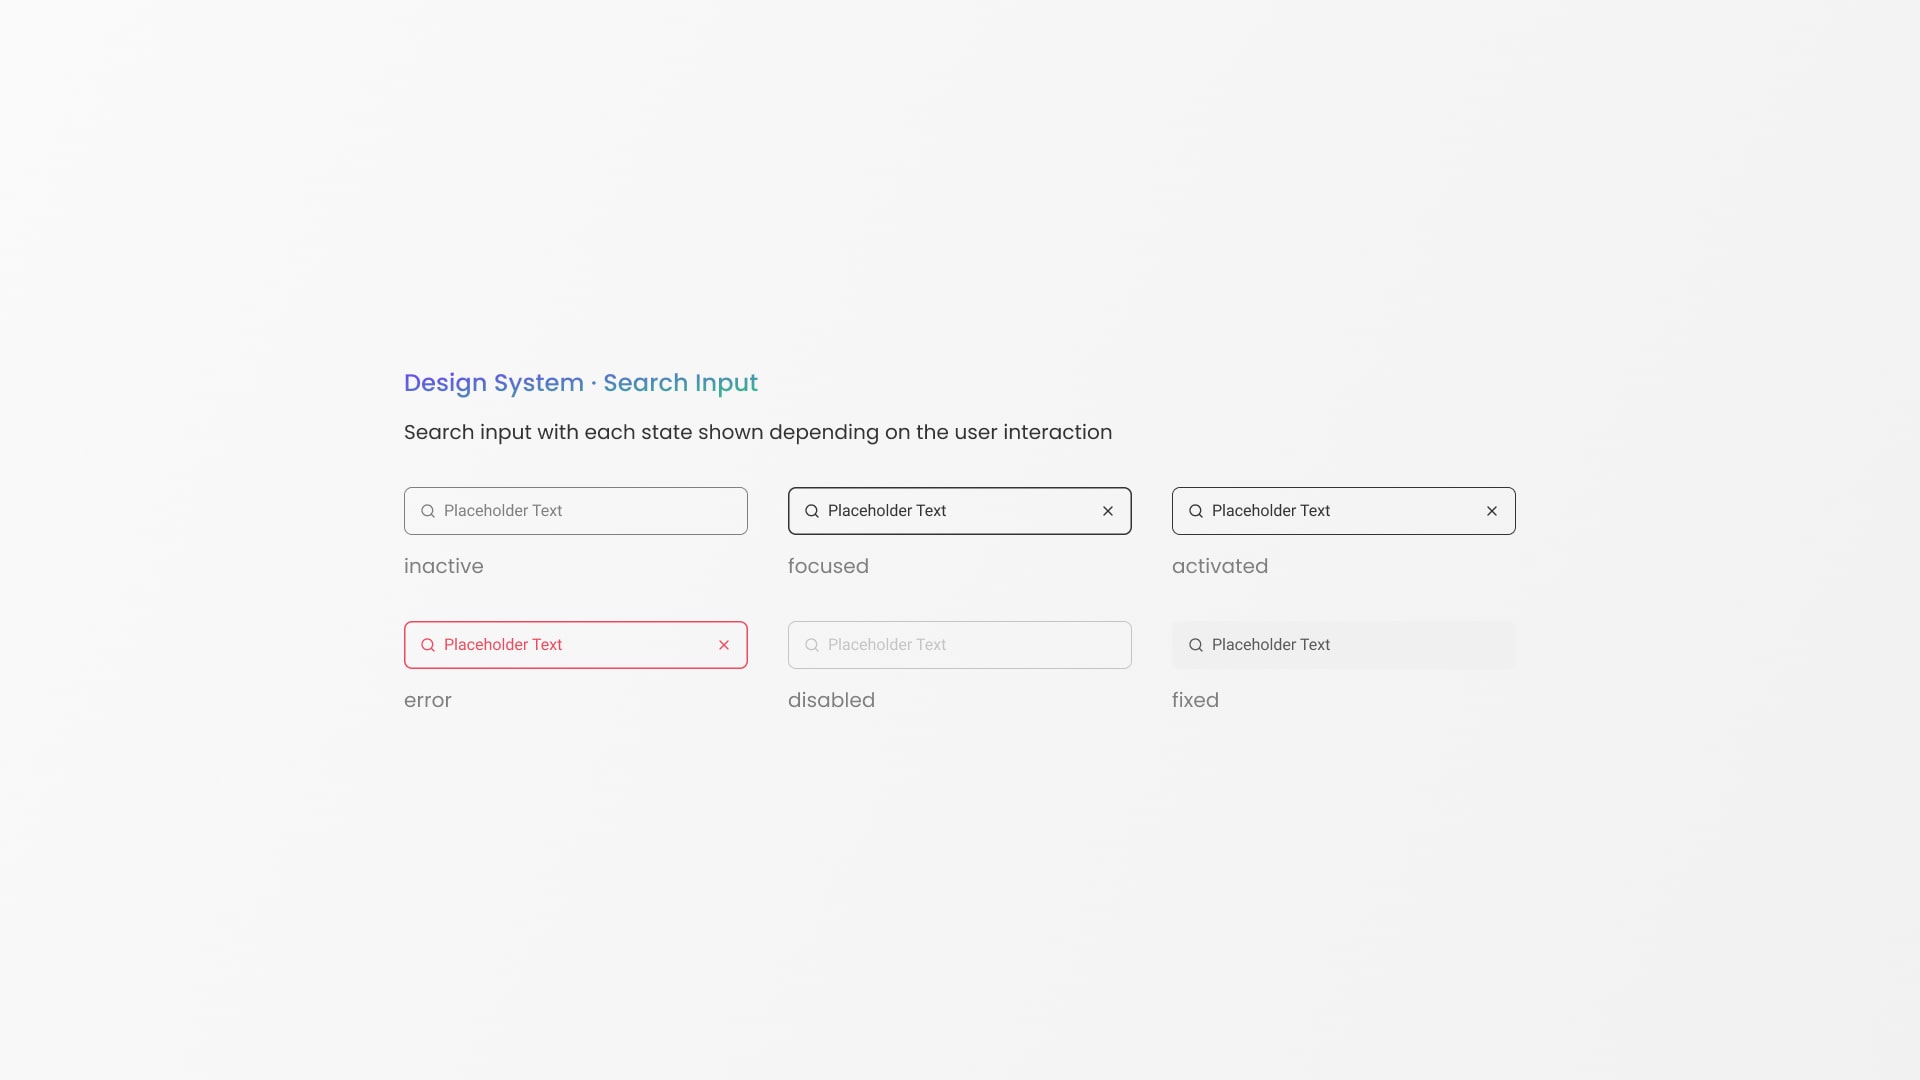 Design System · Search Input
Search input with each state shown depending on the user interaction
Placeholder Text
Placeholder Text
Placeholder Text
inactive
focused
activated
Placeholder Text
Placeholder Text
Placeholder Text
error
disabled
fixed